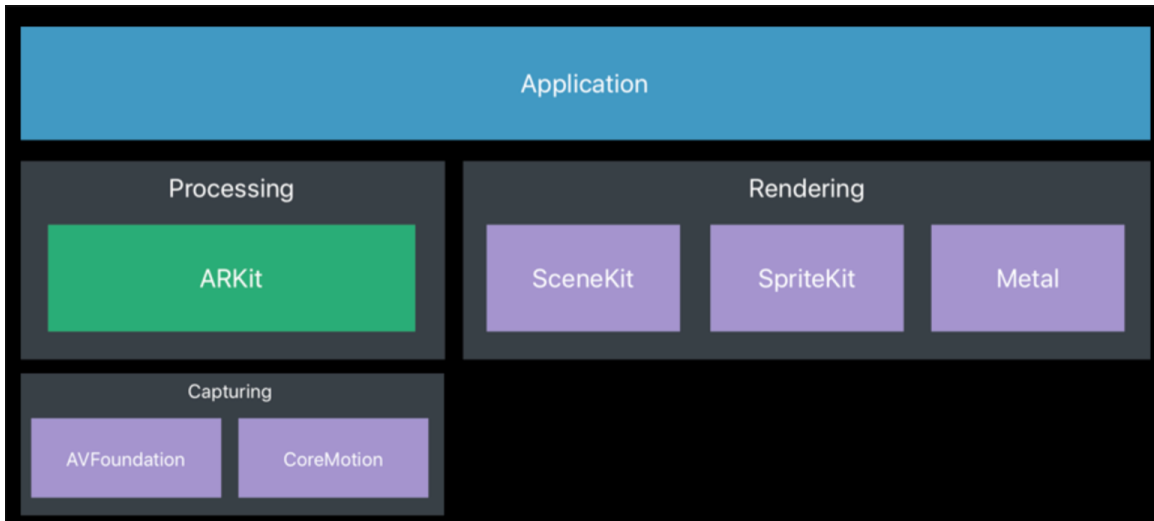 Application
Processing
ARKit
Rendering
SceneKit SpriteKit Metal
Capturing
AVFoundation CoreMotion